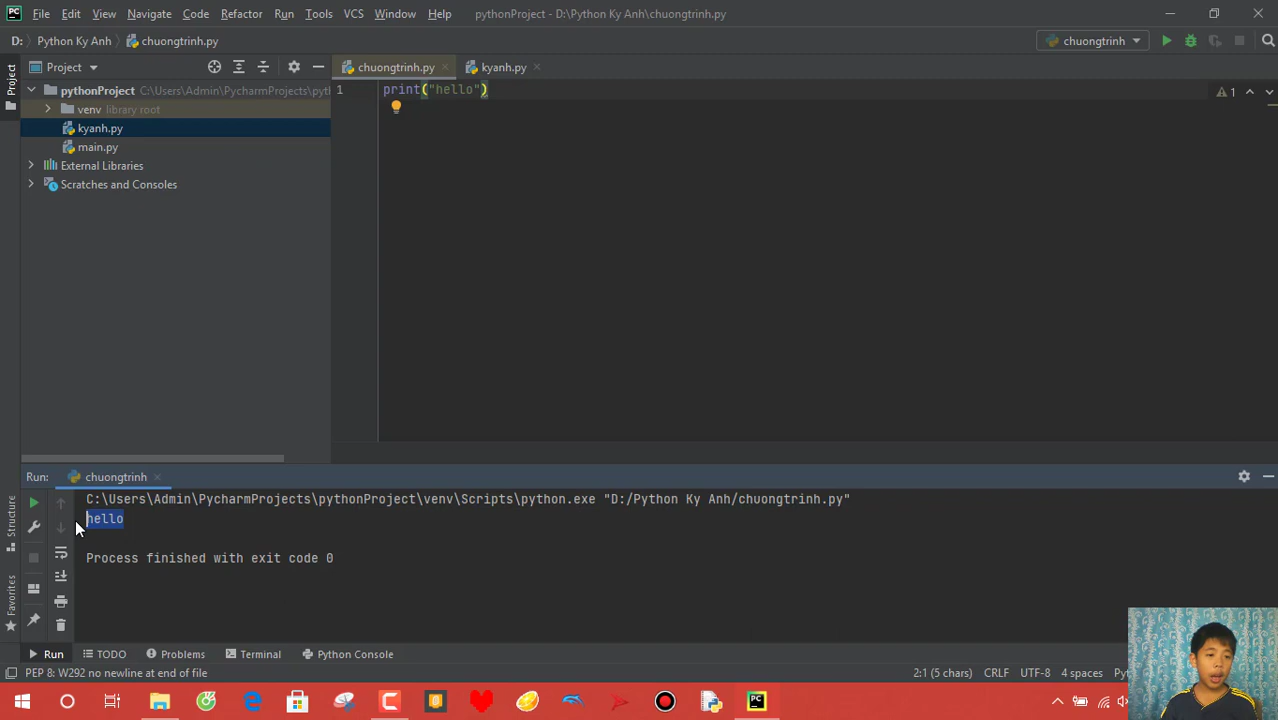 PC File Edit View Navigate Code Refactor Run Tools VCS Window Help pythonProject - D:\Python Ky Anh\chuongtrinh.py
D: Python Ky Anh chuongtrinh.py chuongtrinh
Project
Project chuongtrinh.py kyanh.py
pythonProject C:\Users\Admin\PycharmProjects\pyt
1 print("hello")
1
venv library root
kyanh.py
main.py
External Libraries
Scratches and Consoles
Run: chuongtrinh
C:\Users\Admin\PycharmProjects\pythonProject\venv\Scripts\python.exe "D:/Python Ky Anh/chuongtrinh.py"
hello
Process finished with exit code 0
Structure
Favorites
Run TODO Problems Terminal Python Console
PEP 8: W292 no newline at end of file 2:1 (5 chars) CRLF UTF-8 4 spaces Pyt
PC